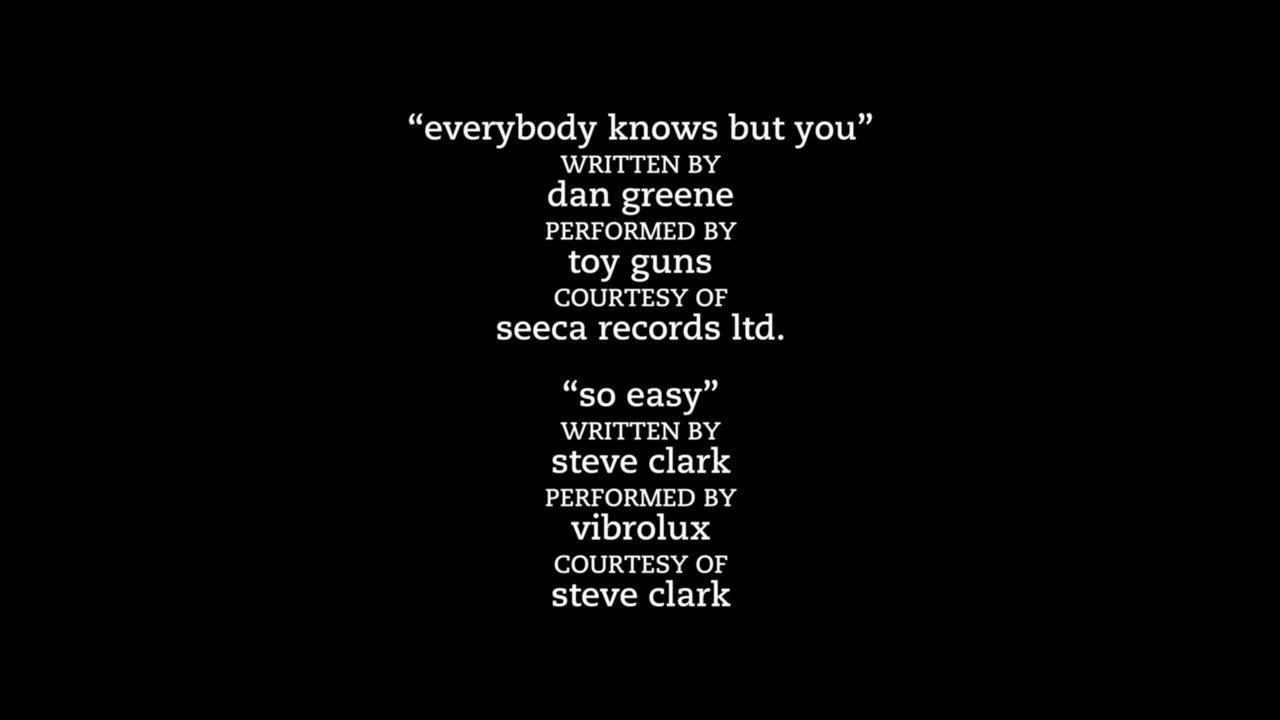 “everybody knows but you”
WRITTEN BY
dan greene
PERFORMED BY
toy guns
COURTESY OF
seeca records ltd.
“so easy”
WRITTEN BY
steve clark
PERFORMED BY
vibrolux
COURTESY OF
steve clark